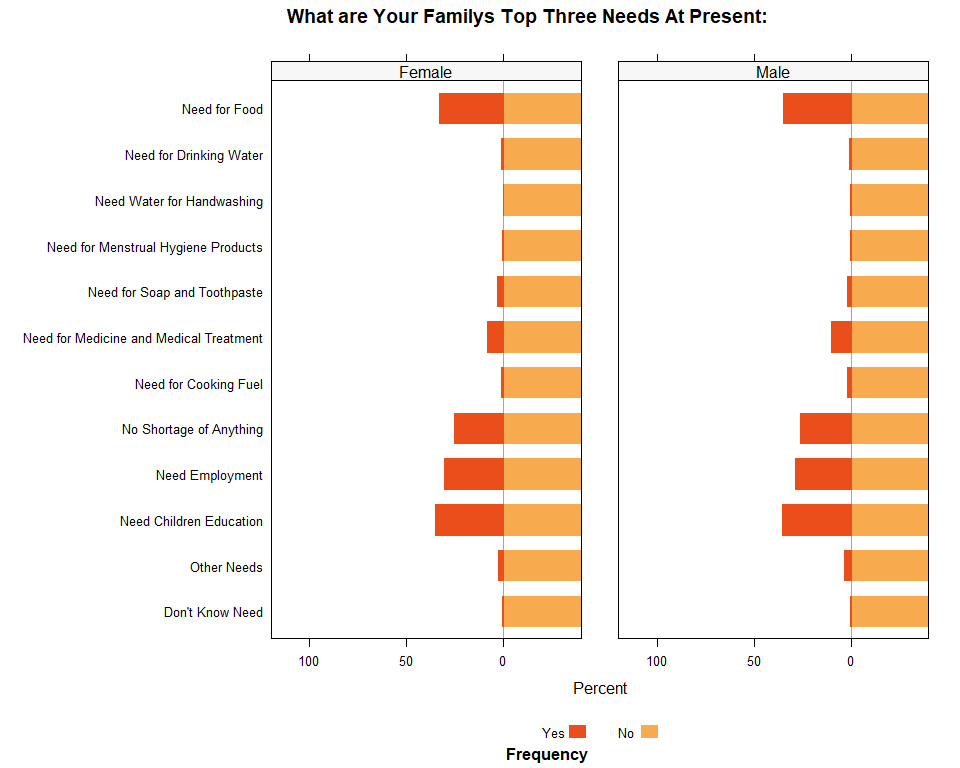 What are Your Familys Top Three Needs At Present:
Female
Male
Need for Food
Need for Drinking Water
Need Water for Handwashing
Need for Menstrual Hygiene Products
Need for Soap and Toothpaste
Need for Medicine and Medical Treatment
Need for Cooking Fuel
No Shortage of Anything
Need Employment
Need Children Education
Other Needs
Don't Know Need
100 50 0 100 50 0
Percent
Yes No
Frequency